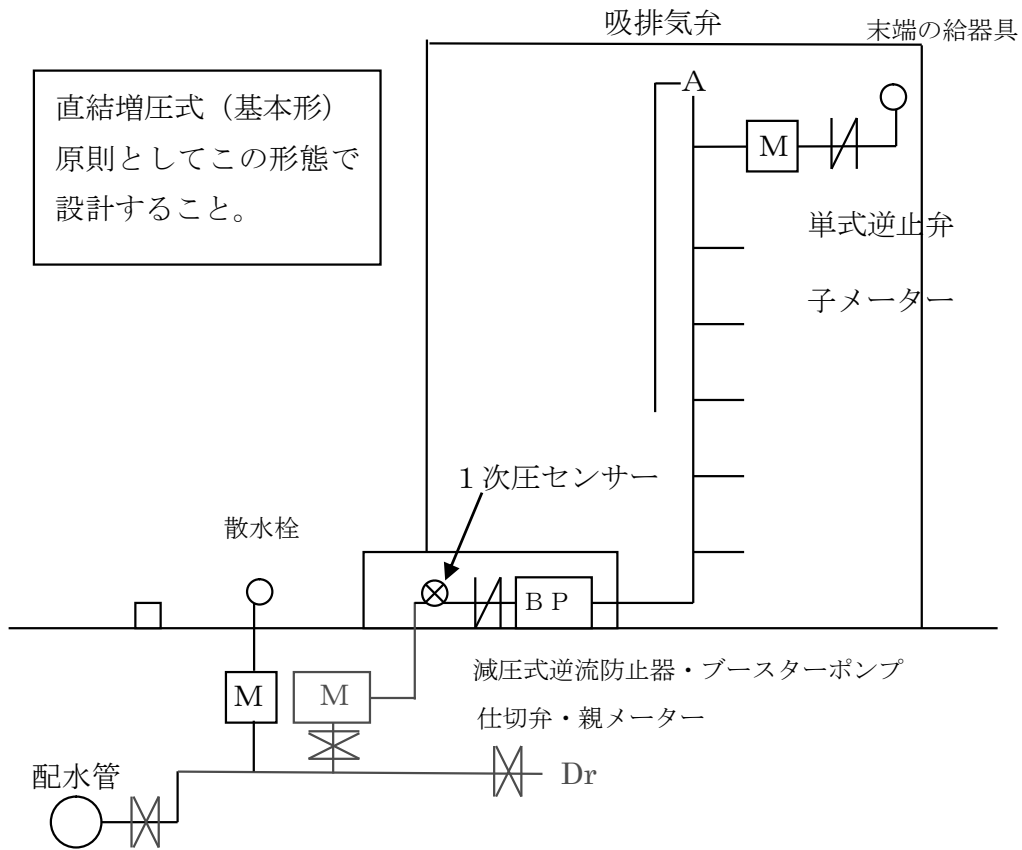 吸排気弁
末端の給器具
直結増圧式（基本形）
原則としてこの形態で
設計すること。
A
M
単式逆止弁
子メーター
１次圧センサー
散水栓
ＢＰ
減圧式逆流防止器・ブースターポンプ
M
M
仕切弁・親メーター
配水管
Dr